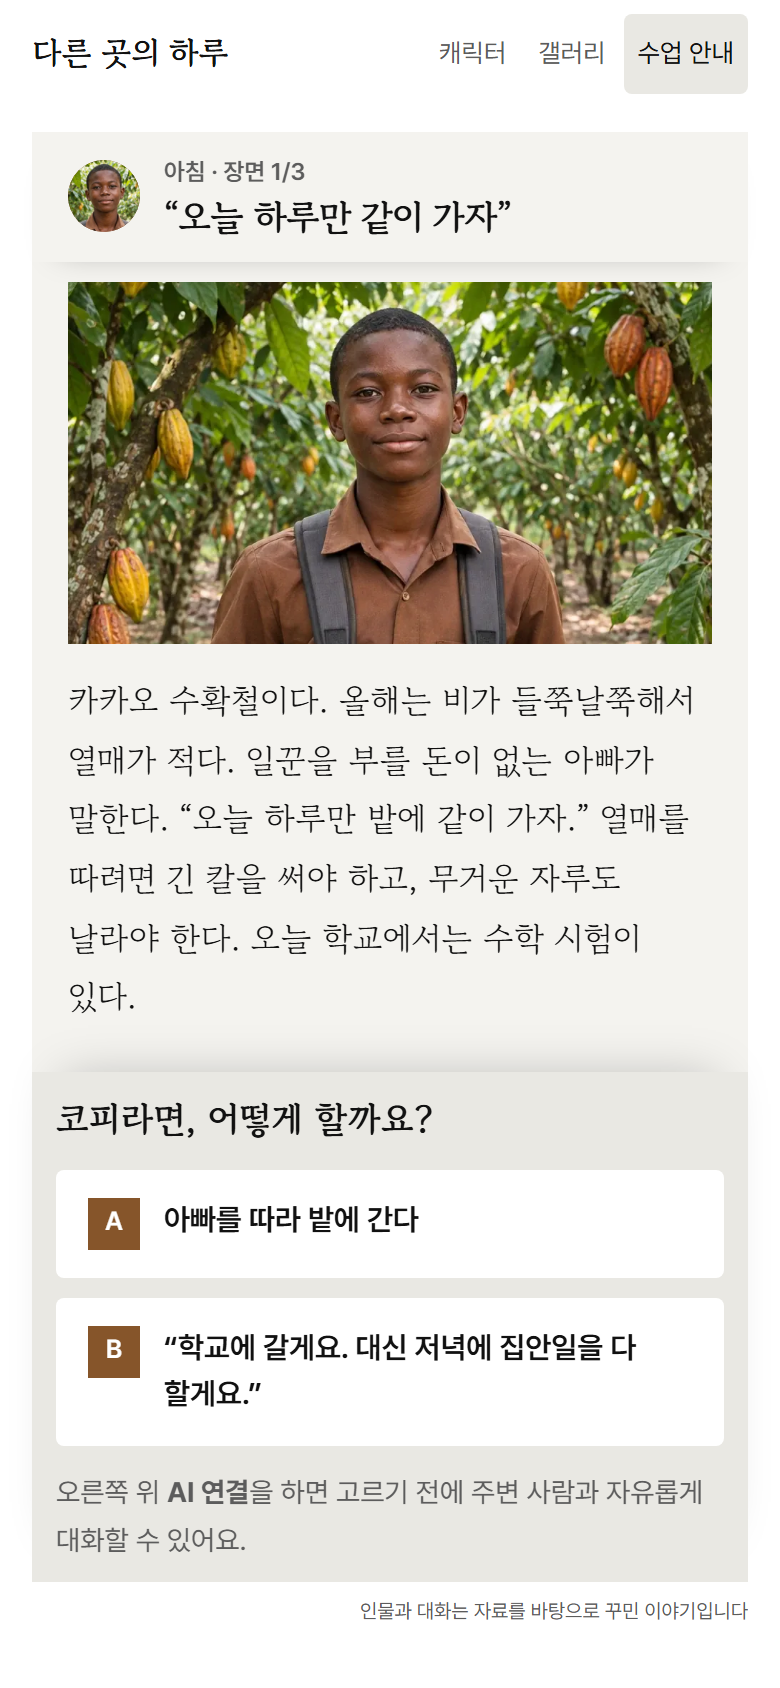 다른 곳의 하루
캐릭터 갤러리 수업 안내
아침 · 장면 1/3
“오늘 하루만 같이 가자”
카카오 수확철이다. 올해는 비가 들쭉날쭉해서
열매가 적다. 일꾼을 부를 돈이 없는 아빠가
말한다. “오늘 하루만 밭에 같이 가자.” 열매를
따려면 긴 칼을 써야 하고, 무거운 자루도
날라야 한다. 오늘 학교에서는 수학 시험이
있다.
코피라면, 어떻게 할까요?
A 아빠를 따라 밭에 간다
B “학교에 갈게요. 대신 저녁에 집안일을 다
할게요.”
오른쪽 위 AI 연결을 하면 고르기 전에 주변 사람과 자유롭게
대화할 수 있어요.
인물과 대화는 자료를 바탕으로 꾸민 이야기입니다